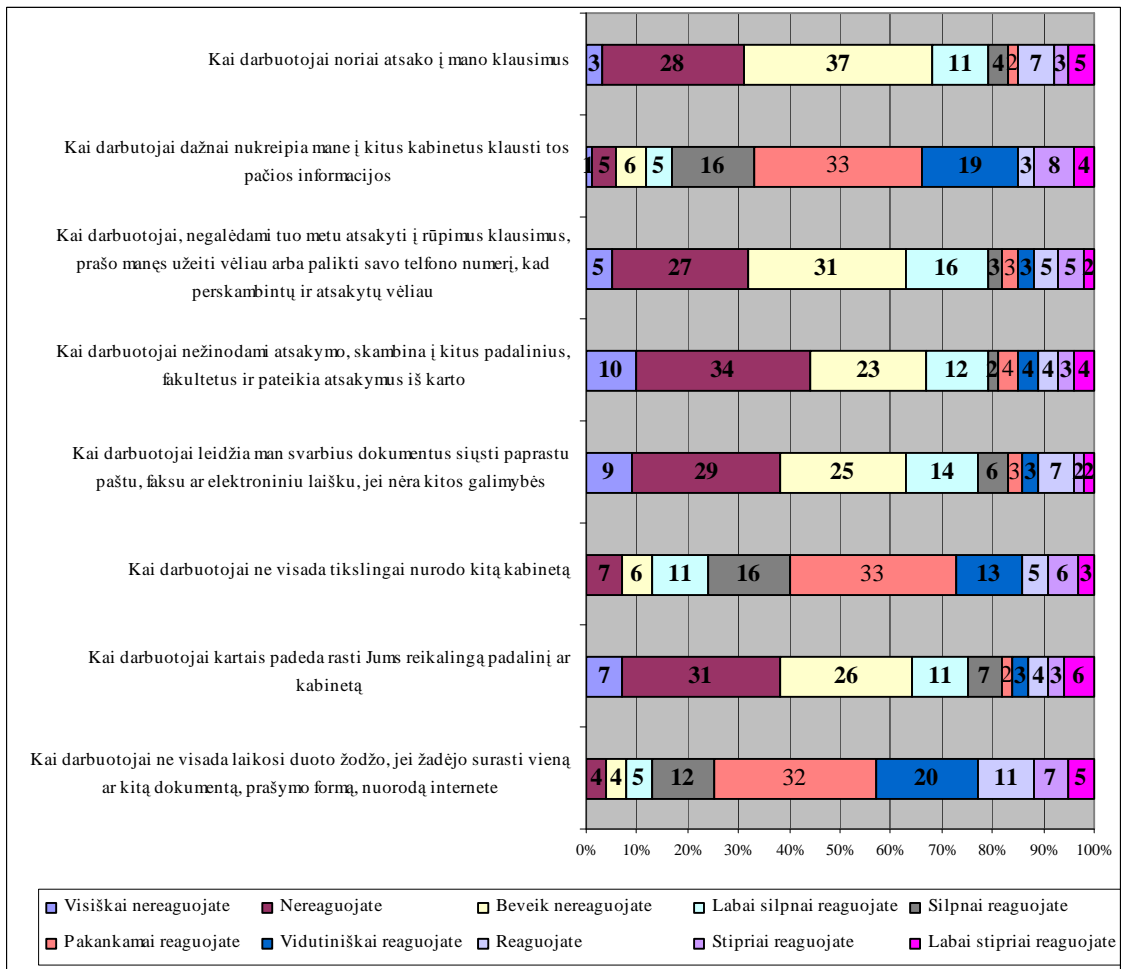 Kai darbuotojai noriai atsako į mano klausimus
3 28 37 11 4 2 7 3 5
Kai darbutojai dažnai nukreipia mane į kitus kabinetus klausti tos
pačios informacijos
1 5 6 5 16 33 19 3 8 4
Kai darbuotojai, negalėdami tuo metu atsakyti į rūpimus klausimus,
prašo manęs užeiti vėliau arba palikti savo telfono numerį, kad
perskambintų ir atsakytų vėliau
5 27 31 16 3 3 3 5 5 2
Kai darbuotojai nežinodami atsakymo, skambina į kitus padalinius,
fakultetus ir pateikia atsakymus iš karto
10 34 23 12 2 4 4 4 3 4
Kai darbuotojai leidžia man svarbius dokumentus siųsti paprastu
paštu, faksu ar elektroniniu laišku, jei nėra kitos galimybės
9 29 25 14 6 3 3 7 2 2
Kai darbuotojai ne visada tikslingai nurodo kitą kabinetą
7 6 11 16 33 13 5 6 3
Kai darbuotojai kartais padeda rasti Jums reikalingą padalinį ar
kabinetą
7 31 26 11 7 2 3 4 3 6
Kai darbuotojai ne visada laikosi duoto žodžo, jei žadėjo surasti vieną
ar kitą dokumentą, prašymo formą, nuorodą internete
4 4 5 12 32 20 11 7 5
0% 10% 20% 30% 40% 50% 60% 70% 80% 90% 100%
Visiškai nereaguojate Nereaguojate Beveik nereaguojate Labai silpnai reaguojate Silpnai reaguojate
Pakankamai reaguojate Vidutiniškai reaguojate Reaguojate Stipriai reaguojate Labai stipriai reaguojate